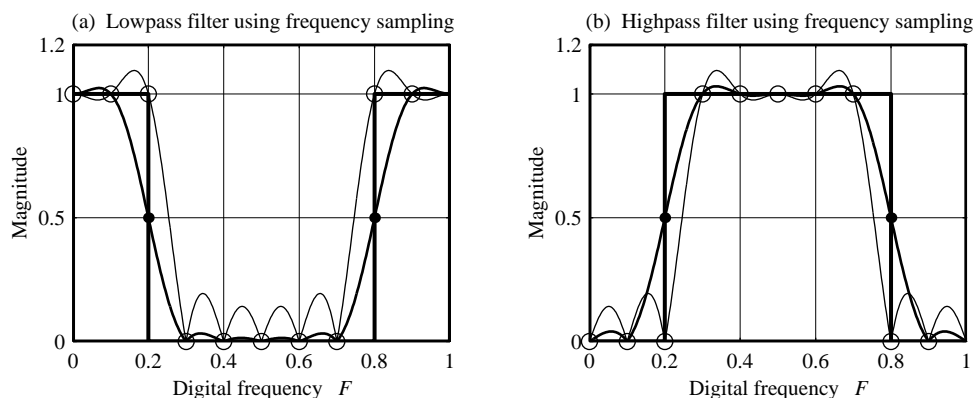 (a) Lowpass filter using frequency sampling
1.2
1
0.5
0
0 0.2 0.4 0.6 0.8 1
Magnitude
Digital frequency F
(b) Highpass filter using frequency sampling
1.2
1
0.5
0
0 0.2 0.4 0.6 0.8 1
Magnitude
Digital frequency F